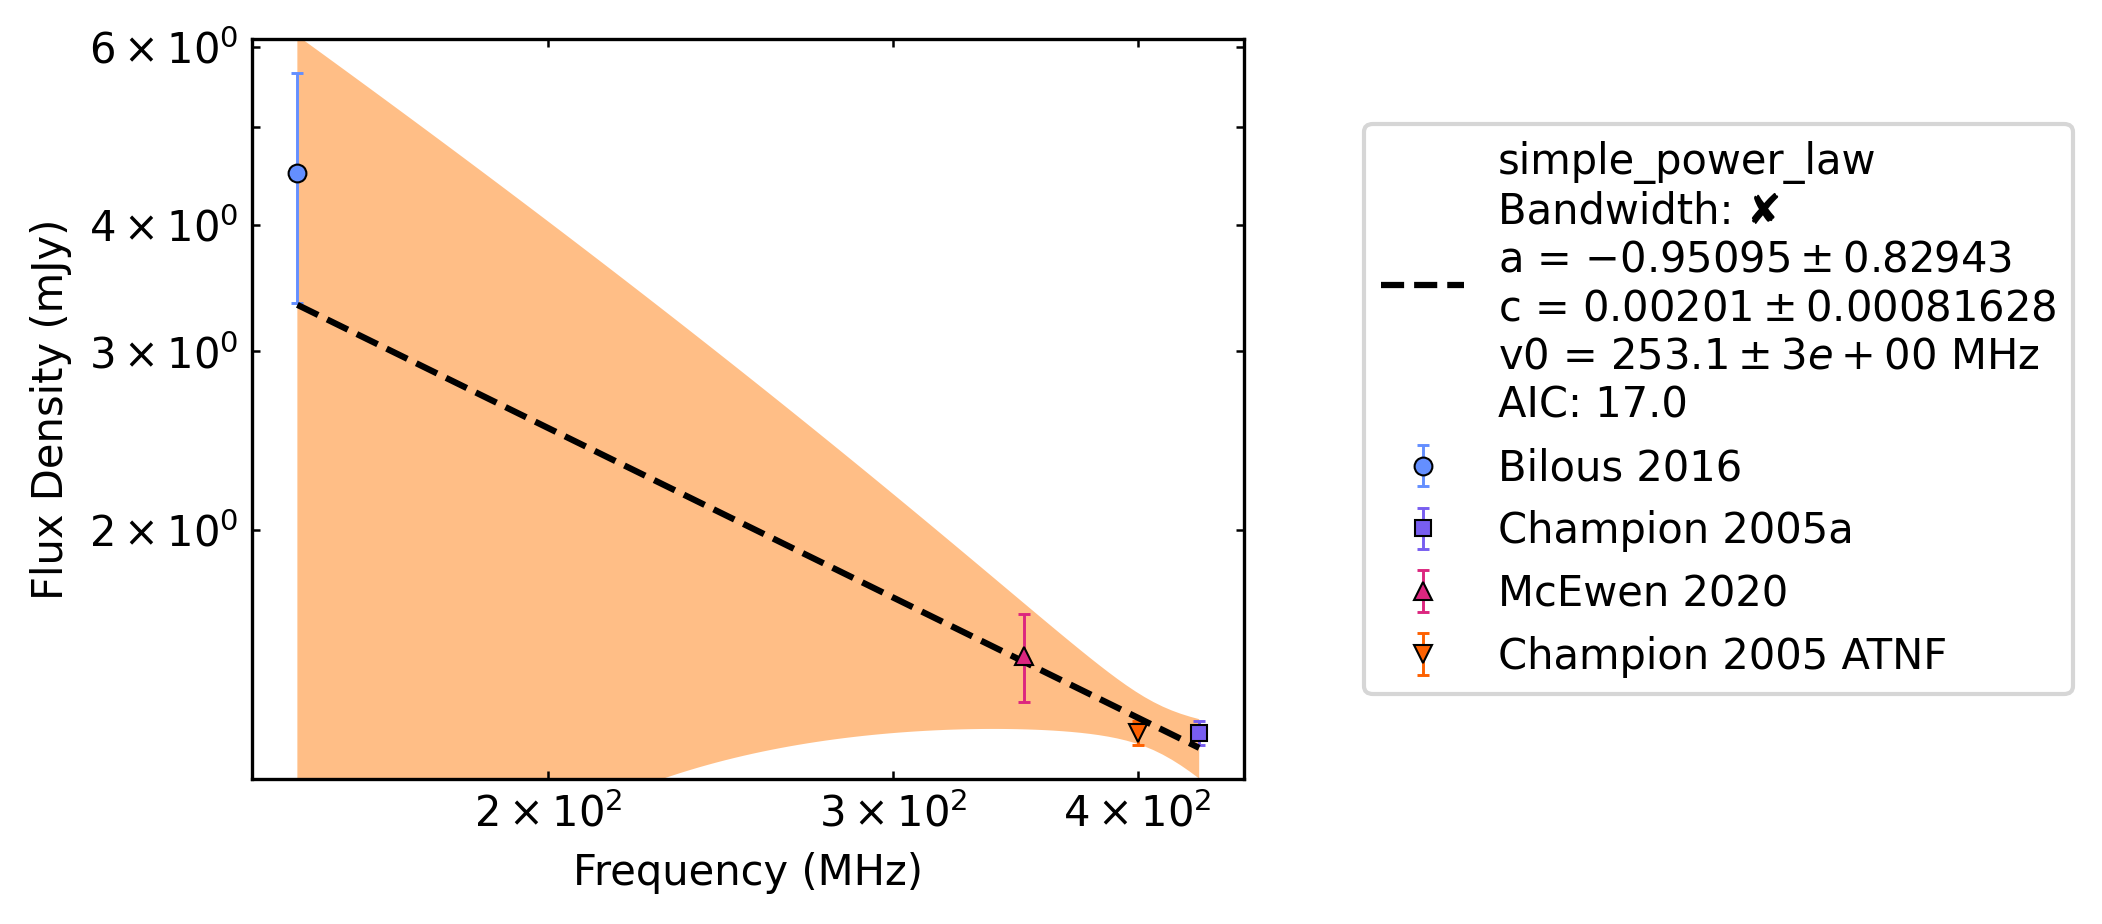 6×10⁰
4×10⁰
3×10⁰
2×10⁰
Flux Density (mJy)
2×10² 3×10² 4×10²
Frequency (MHz)
simple_power_law
Bandwidth: ✘
a = −0.95095 ± 0.82943
c = 0.00201 ± 0.00081628
v0 = 253.1 ± 3e + 00 MHz
AIC: 17.0
Bilous 2016
Champion 2005a
McEwen 2020
Champion 2005 ATNF